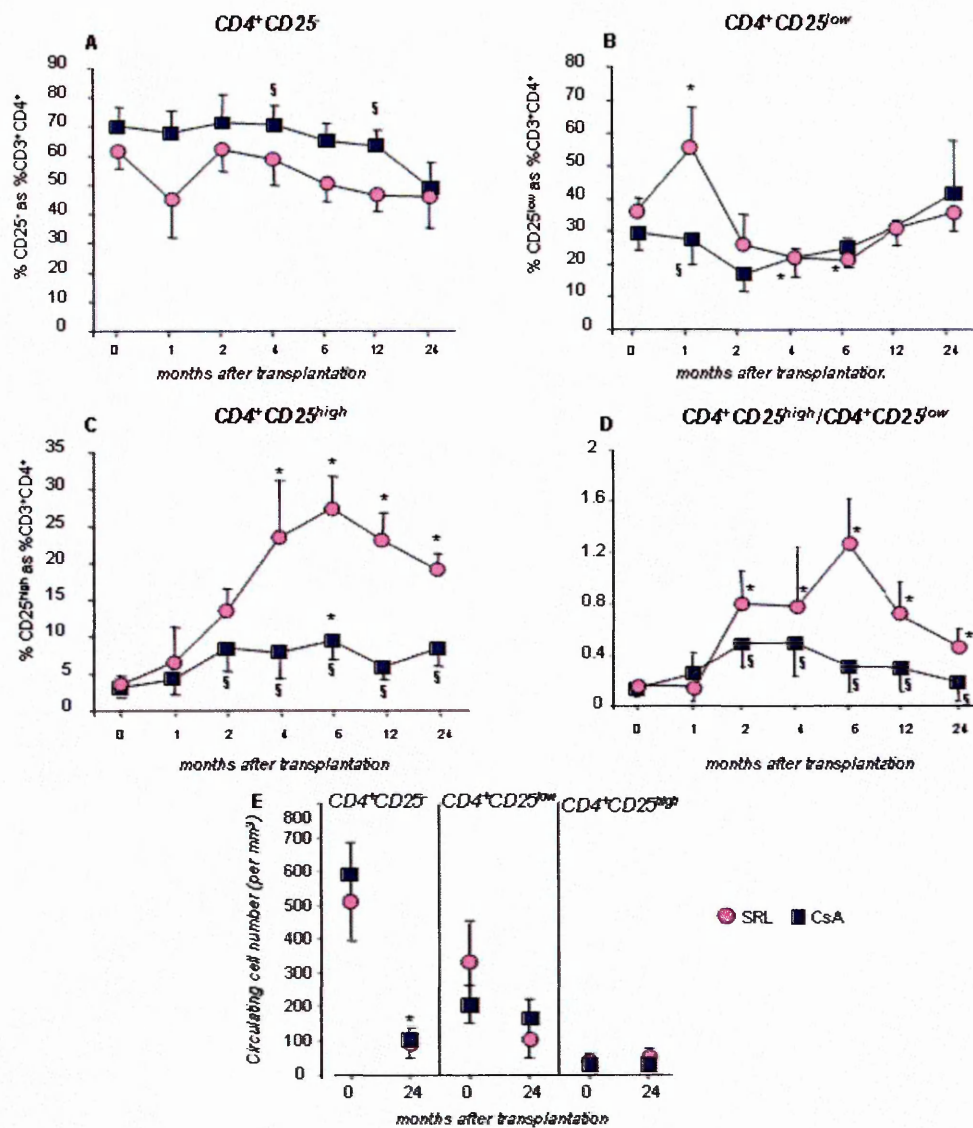 CD4⁺CD25⁻
A
% CD25⁻ as %CD3⁺CD4⁺
90
80
70
60
50
40
30
20
10
0
§ §
0 1 2 4 6 12 24
months after transplantation
CD4⁺CD25ˡᵒʷ
B
% CD25ˡᵒʷ as %CD3⁺CD4⁺
80
70
60
50
40
30
20
10
0
*
§ * *
0 1 2 4 6 12 24
months after transplantation.
CD4⁺CD25ʰⁱᵍʰ
C
% CD25ʰⁱᵍʰ as %CD3⁺CD4⁺
35
30
25
20
15
10
5
0
* * * *
*
§ § § § §
0 1 2 4 6 12 24
months after transplantation
CD4⁺CD25ʰⁱᵍʰ/CD4⁺CD25ˡᵒʷ
D
2
1.6
1.2
0.8
0.4
0
* * * * *
§ § § § §
0 1 2 4 6 12 24
months after transplantation
E
CD4⁺CD25⁻ CD4⁺CD25ˡᵒʷ CD4⁺CD25ʰⁱᵍʰ
Circulating cell number (per mm³)
800
700
600
500
400
300
200
100
0
*
0 24 0 24 0 24
months after transplantation
SRL CsA